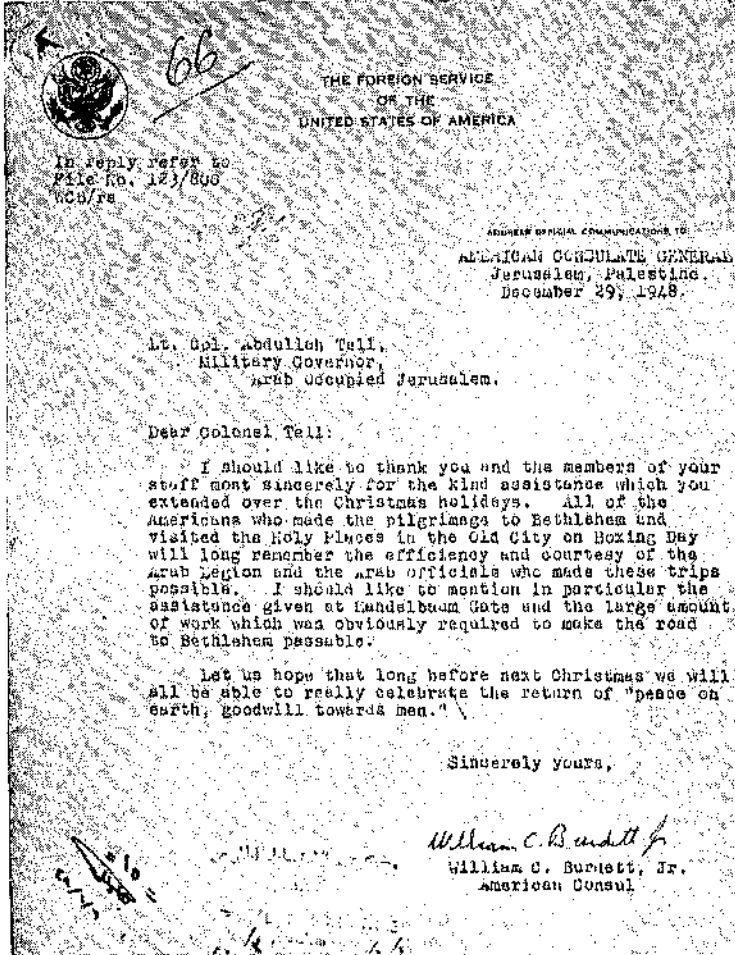 66
THE FOREIGN SERVICE
OF THE
UNITED STATES OF AMERICA
In reply refer to
File No. 123/800
WCB/rs
ADDRESS OFFICIAL COMMUNICATIONS TO
AMERICAN CONSULATE GENERAL
Jerusalem, Palestine.
December 29, 1948.
Lt. Col. Abdullah Tell,
Military Governor,
Arab Occupied Jerusalem.
Dear Colonel Tell:
I should like to thank you and the members of your
staff most sincerely for the kind assistance which you
extended over the Christmas holidays. All of the
Americans who made the pilgrimage to Bethlehem and
visited the Holy Places in the Old City on Boxing Day
will long remember the efficiency and courtesy of the
Arab Legion and the Arab officials who made these trips
possible. I should like to mention in particular the
assistance given at Mandelbaum Gate and the large amount
of work which was obviously required to make the road
to Bethlehem passable.
Let us hope that long before next Christmas we will
all be able to really celebrate the return of "peace on
earth, goodwill towards men."
Sincerely yours,
William C. Burdett Jr
William C. Burdett, Jr.
American Consul